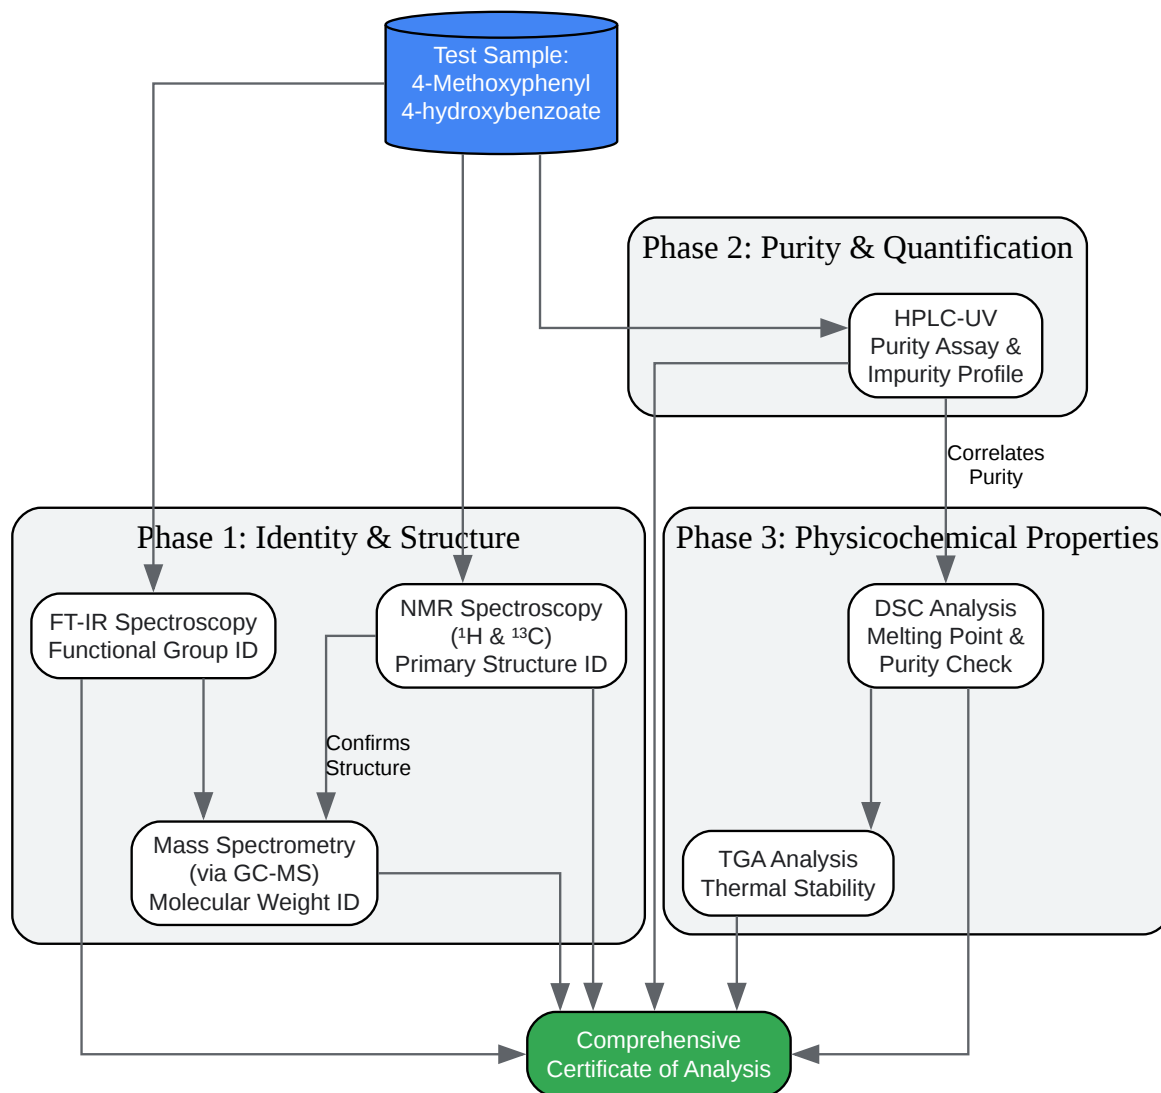 Test Sample:
4-Methoxyphenyl
4-hydroxybenzoate
Phase 2: Purity & Quantification
HPLC-UV
Purity Assay &
Impurity Profile
Correlates
Purity
Phase 1: Identity & Structure
FT-IR Spectroscopy
Functional Group ID
NMR Spectroscopy
(¹H & ¹³C)
Primary Structure ID
Confirms
Structure
Mass Spectrometry
(via GC-MS)
Molecular Weight ID
Phase 3: Physicochemical Properties
DSC Analysis
Melting Point &
Purity Check
TGA Analysis
Thermal Stability
Comprehensive
Certificate of Analysis